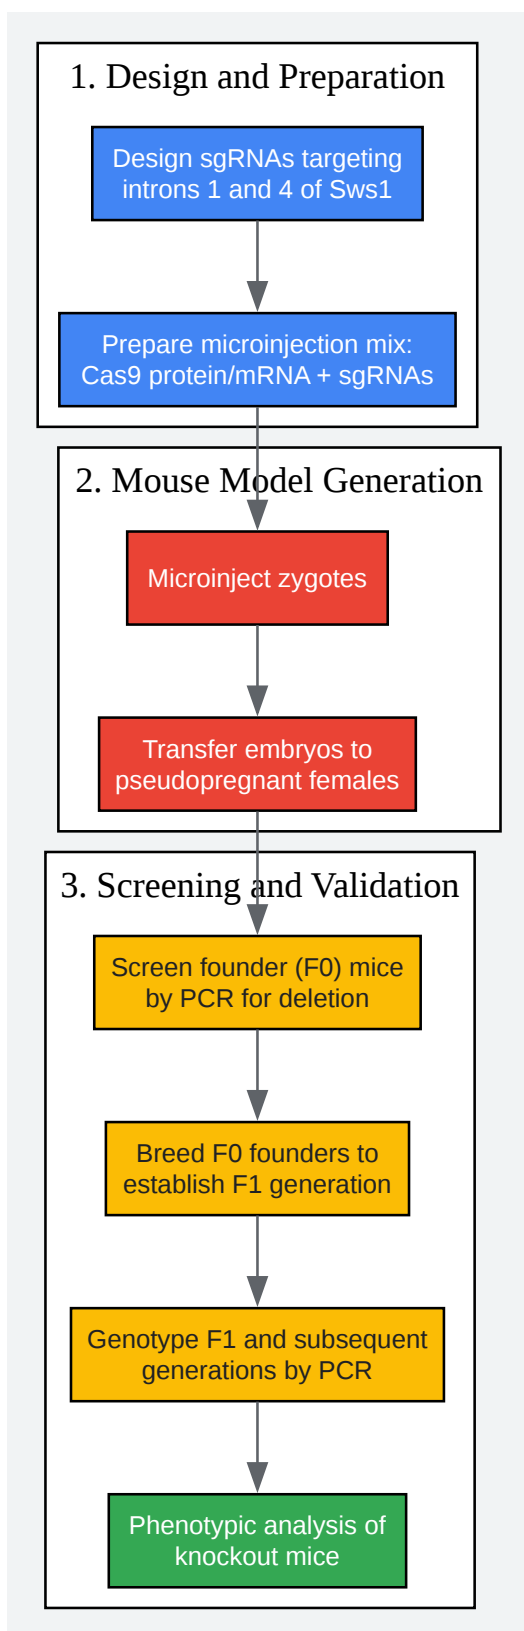 1. Design and Preparation
Design sgRNAs targeting
introns 1 and 4 of Sws1
Prepare microinjection mix:
Cas9 protein/mRNA + sgRNAs
2. Mouse Model Generation
Microinject zygotes
Transfer embryos to
pseudopregnant females
3. Screening and Validation
Screen founder (F0) mice
by PCR for deletion
Breed F0 founders to
establish F1 generation
Genotype F1 and subsequent
generations by PCR
Phenotypic analysis of
knockout mice